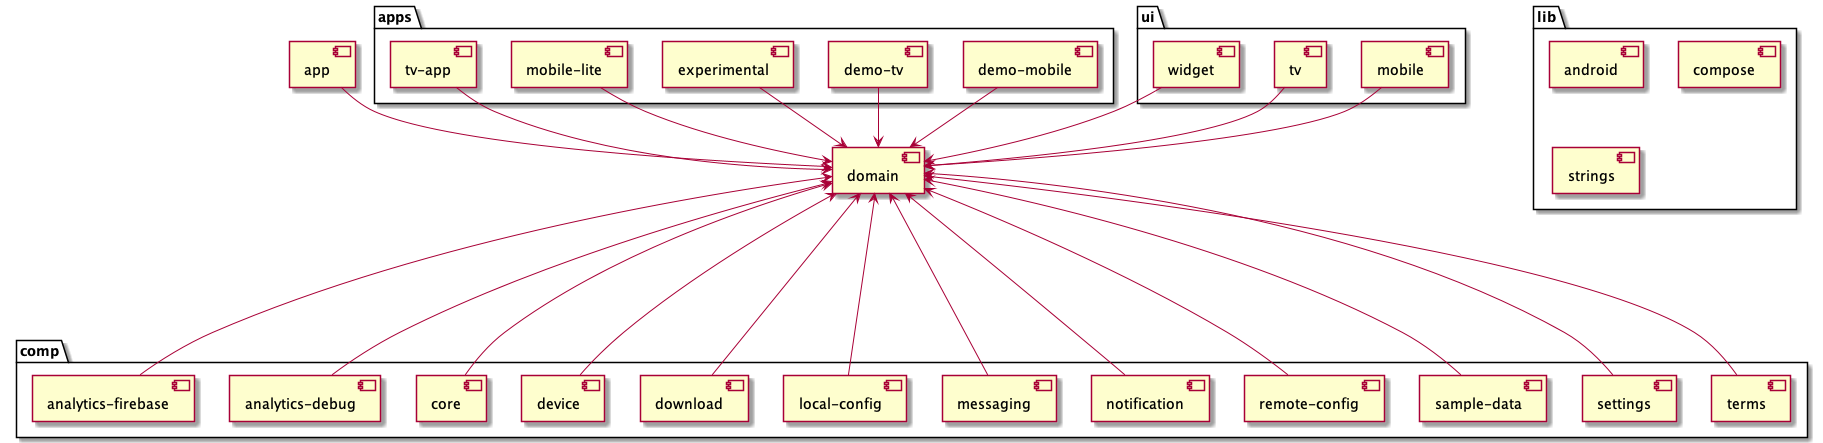 apps
ui
lib
app
tv-app
mobile-lite
experimental
demo-tv
demo-mobile
widget
tv
mobile
android
compose
domain
strings
comp
analytics-firebase
analytics-debug
core
device
download
local-config
messaging
notification
remote-config
sample-data
settings
terms